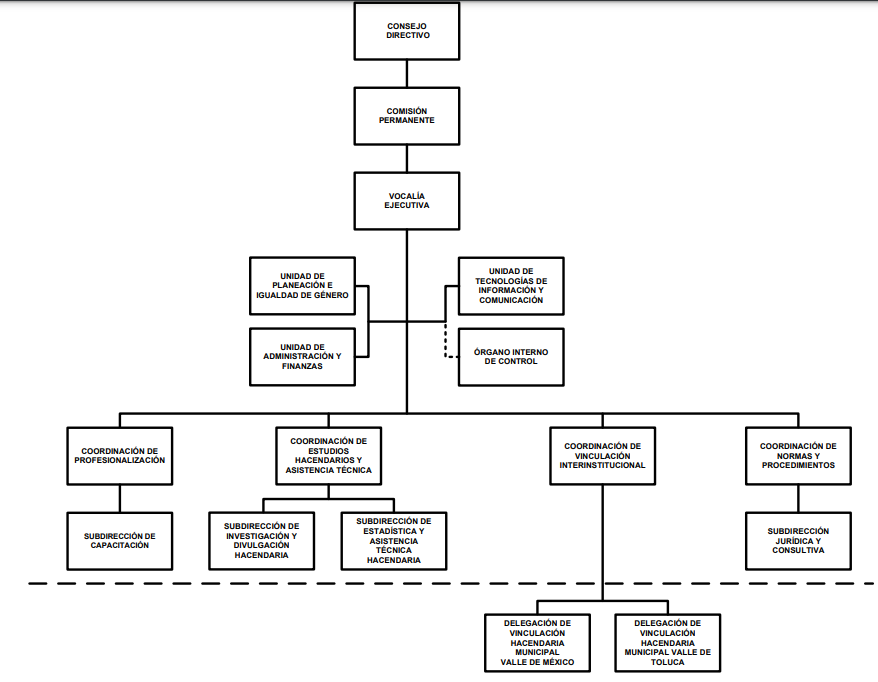 CONSEJO
DIRECTIVO
COMISIÓN
PERMANENTE
VOCALÍA
EJECUTIVA
UNIDAD DE
PLANEACIÓN E
IGUALDAD DE GÉNERO
UNIDAD DE
TECNOLOGÍAS DE
INFORMACIÓN Y
COMUNICACIÓN
UNIDAD DE
ADMINISTRACIÓN Y
FINANZAS
ÓRGANO INTERNO
DE CONTROL
COORDINACIÓN DE
PROFESIONALIZACIÓN
COORDINACIÓN DE
ESTUDIOS
HACENDARIOS Y
ASISTENCIA TÉCNICA
COORDINACIÓN DE
VINCULACIÓN
INTERINSTITUCIONAL
COORDINACIÓN DE
NORMAS Y
PROCEDIMIENTOS
SUBDIRECCIÓN DE
CAPACITACIÓN
SUBDIRECCIÓN DE
INVESTIGACIÓN Y
DIVULGACIÓN
HACENDARIA
SUBDIRECCIÓN DE
ESTADÍSTICA Y
ASISTENCIA
TÉCNICA
HACENDARIA
SUBDIRECCIÓN
JURÍDICA Y
CONSULTIVA
DELEGACIÓN DE
VINCULACIÓN
HACENDARIA
MUNICIPAL
VALLE DE MÉXICO
DELEGACIÓN DE
VINCULACIÓN
HACENDARIA
MUNICIPAL VALLE DE
TOLUCA